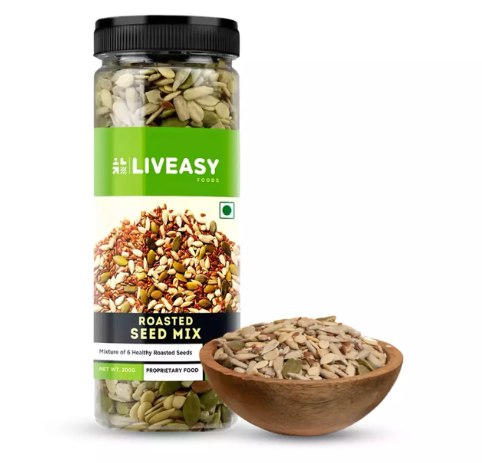 LIVEASY
FOODS
ROASTED
SEED MIX
Mixture of 6 Healthy Roasted Seeds
NET WT. 200G PROPRIETARY FOOD